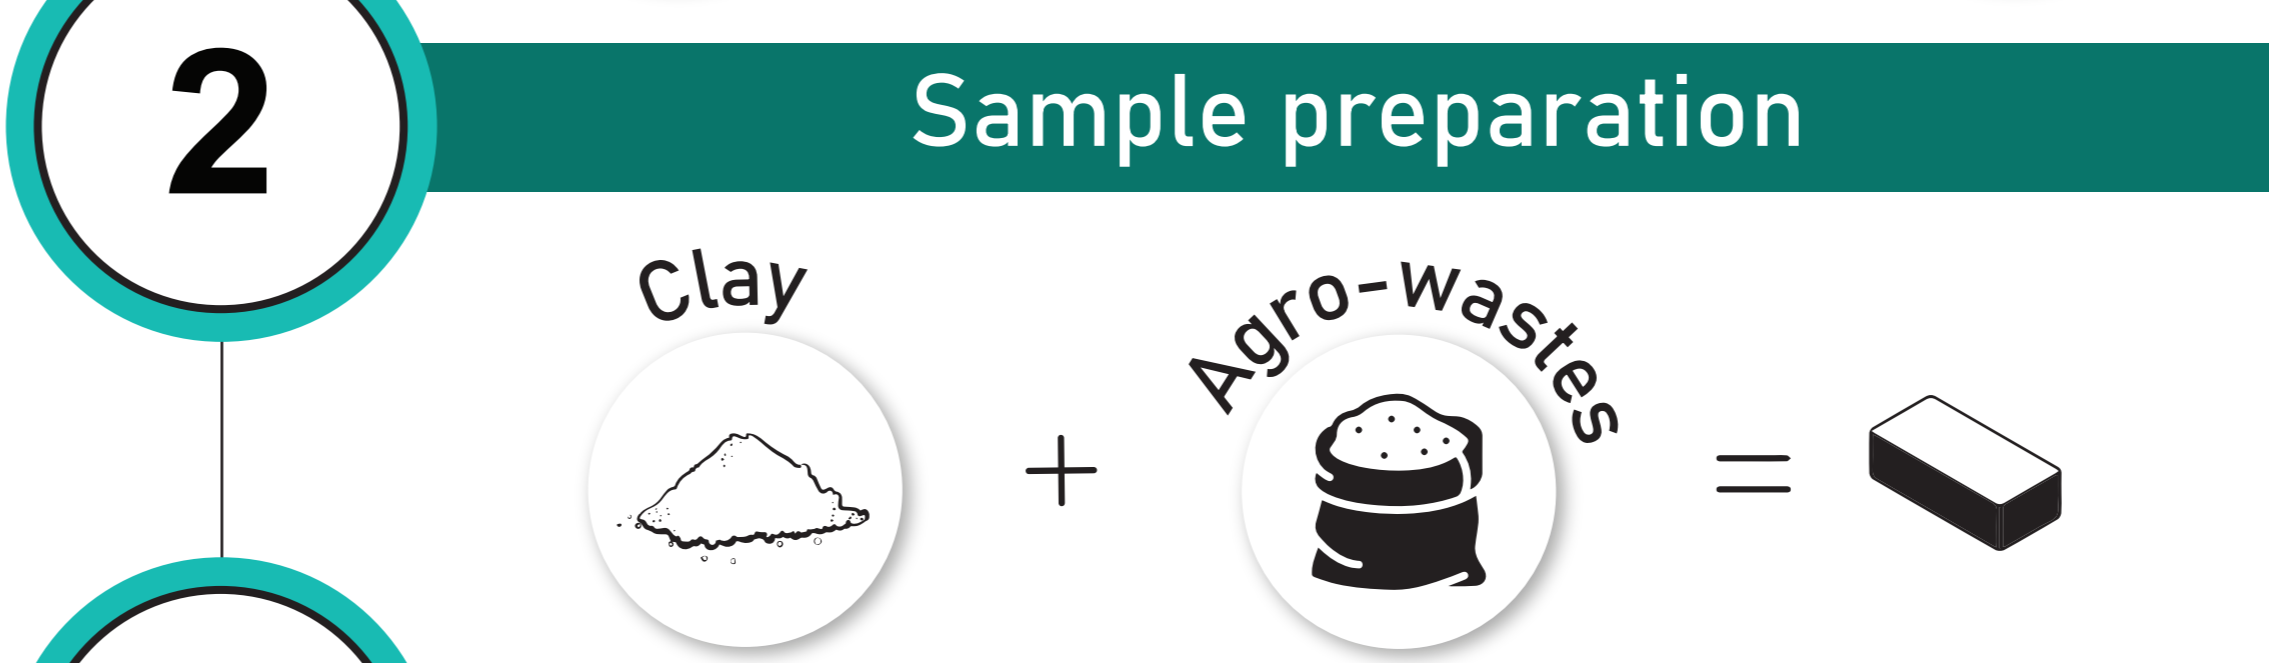 2
Sample preparation
Clay
Agro-wastes
+
=